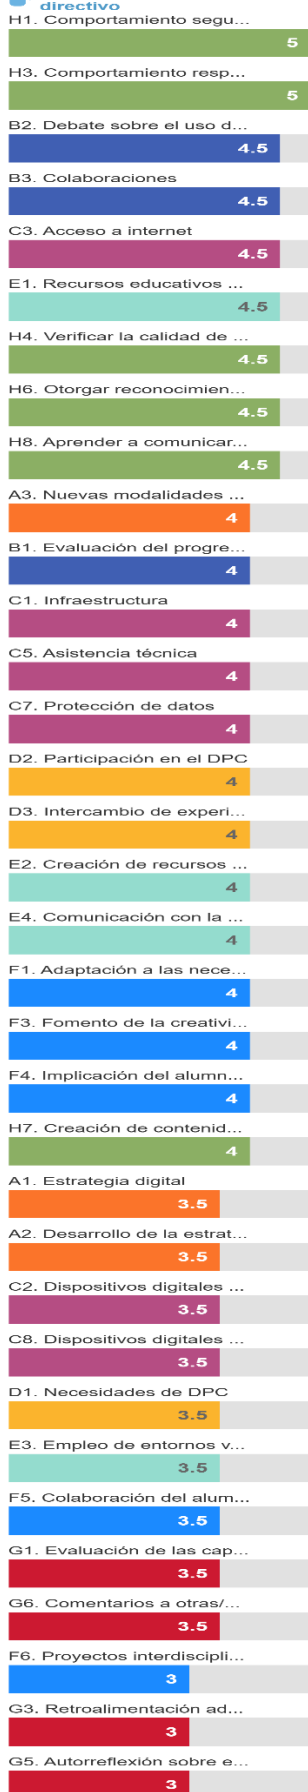 directivo
H1. Comportamiento segu...
5
H3. Comportamiento resp...
5
B2. Debate sobre el uso d...
4.5
B3. Colaboraciones
4.5
C3. Acceso a internet
4.5
E1. Recursos educativos ...
4.5
H4. Verificar la calidad de ...
4.5
H6. Otorgar reconocimien...
4.5
H8. Aprender a comunicar...
4.5
A3. Nuevas modalidades ...
4
B1. Evaluación del progre...
4
C1. Infraestructura
4
C5. Asistencia técnica
4
C7. Protección de datos
4
D2. Participación en el DPC
4
D3. Intercambio de experi...
4
E2. Creación de recursos ...
4
E4. Comunicación con la ...
4
F1. Adaptación a las nece...
4
F3. Fomento de la creativi...
4
F4. Implicación del alumn...
4
H7. Creación de contenid...
4
A1. Estrategia digital
3.5
A2. Desarrollo de la estrat...
3.5
C2. Dispositivos digitales ...
3.5
C8. Dispositivos digitales ...
3.5
D1. Necesidades de DPC
3.5
E3. Empleo de entornos v...
3.5
F5. Colaboración del alum...
3.5
G1. Evaluación de las cap...
3.5
G6. Comentarios a otras/...
3.5
F6. Proyectos interdiscipli...
3
G3. Retroalimentación ad...
3
G5. Autorreflexión sobre e...
3